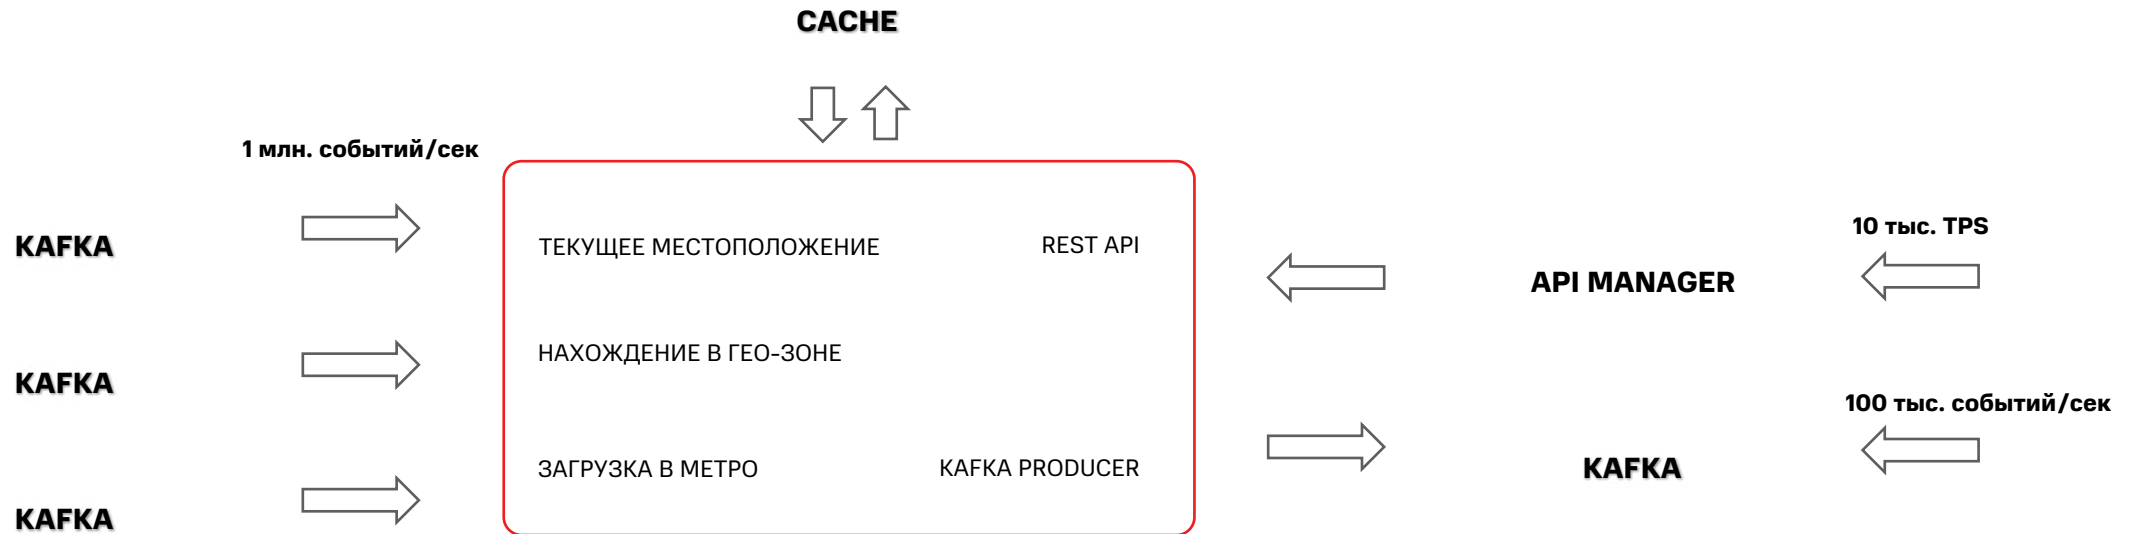 CACHE
1 млн. событий/сек
KAFKA
ТЕКУЩЕЕ МЕСТОПОЛОЖЕНИЕ
REST API
10 тыс. TPS
API MANAGER
НАХОЖДЕНИЕ В ГЕО-ЗОНЕ
KAFKA
100 тыс. событий/сек
ЗАГРУЗКА В МЕТРО
KAFKA PRODUCER
KAFKA
KAFKA